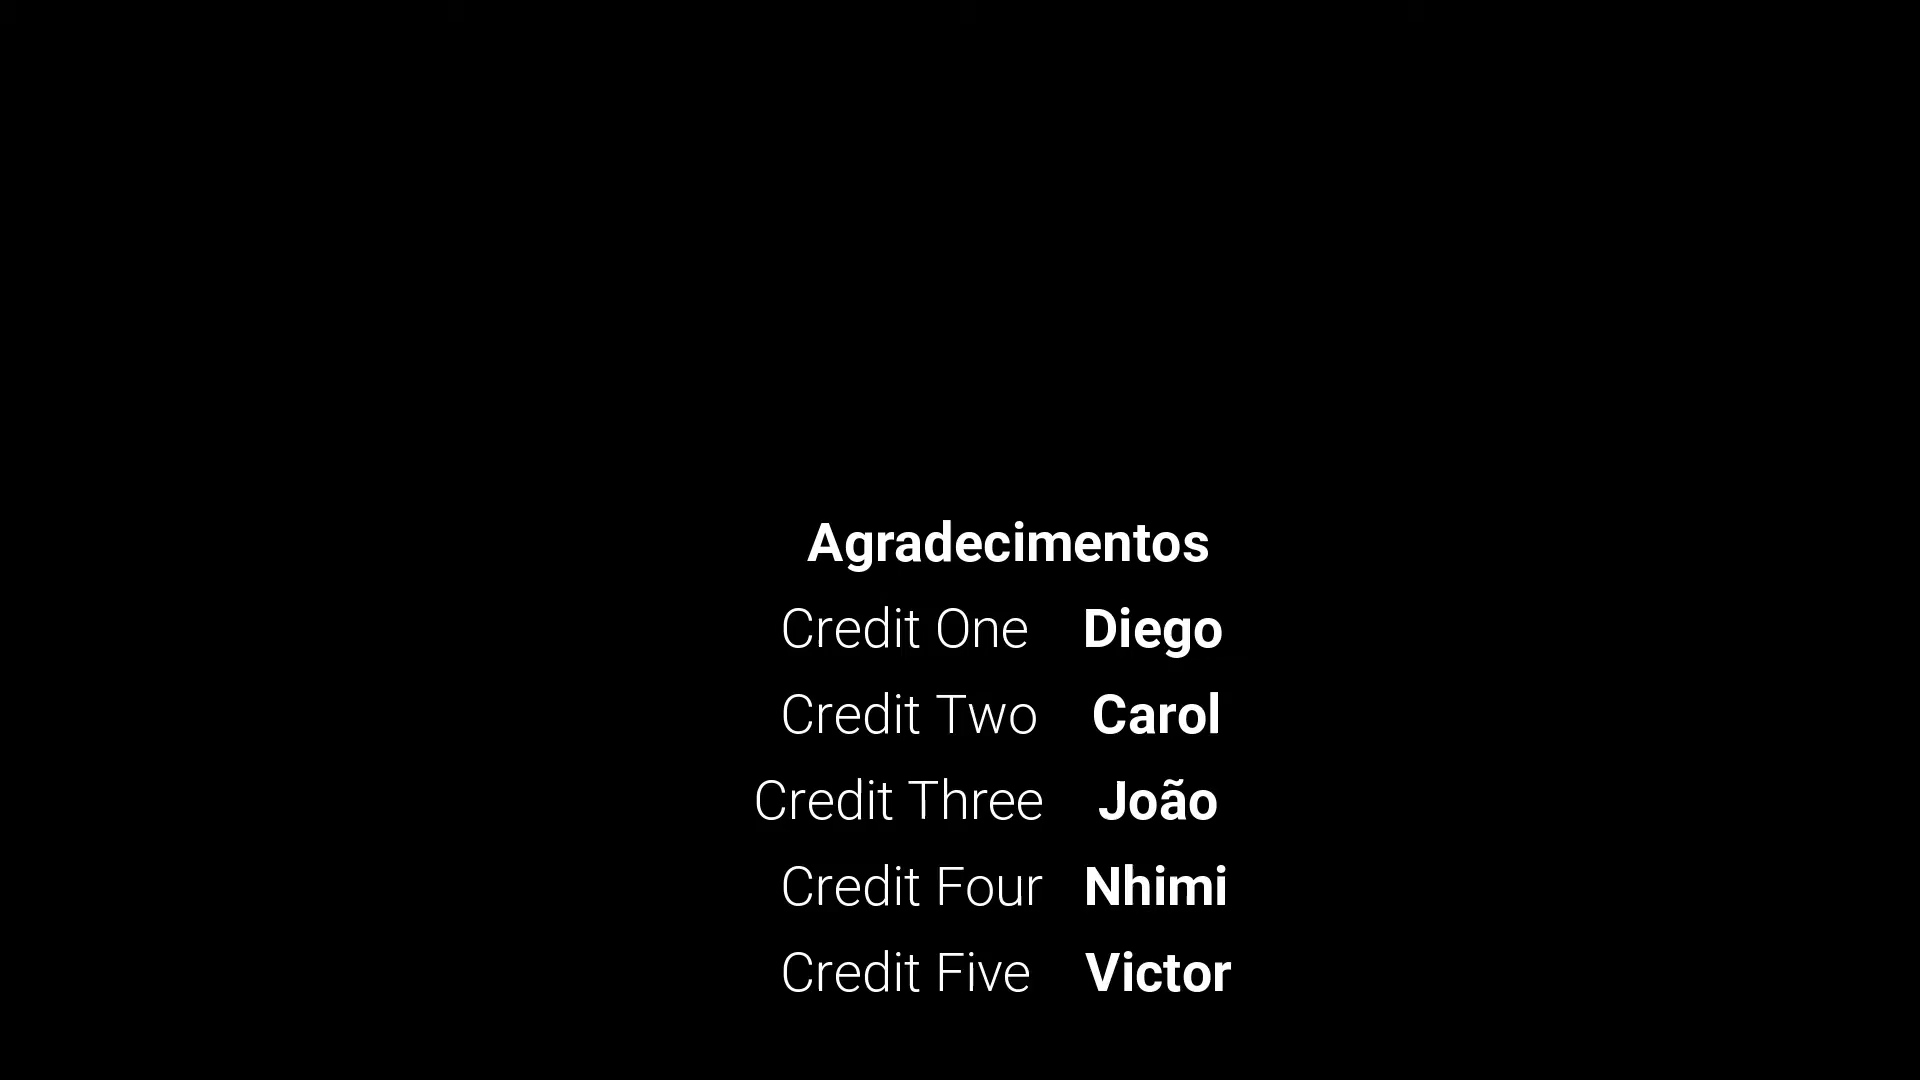 Agradecimentos
Credit One Diego
Credit Two Carol
Credit Three João
Credit Four Nhimi
Credit Five Victor